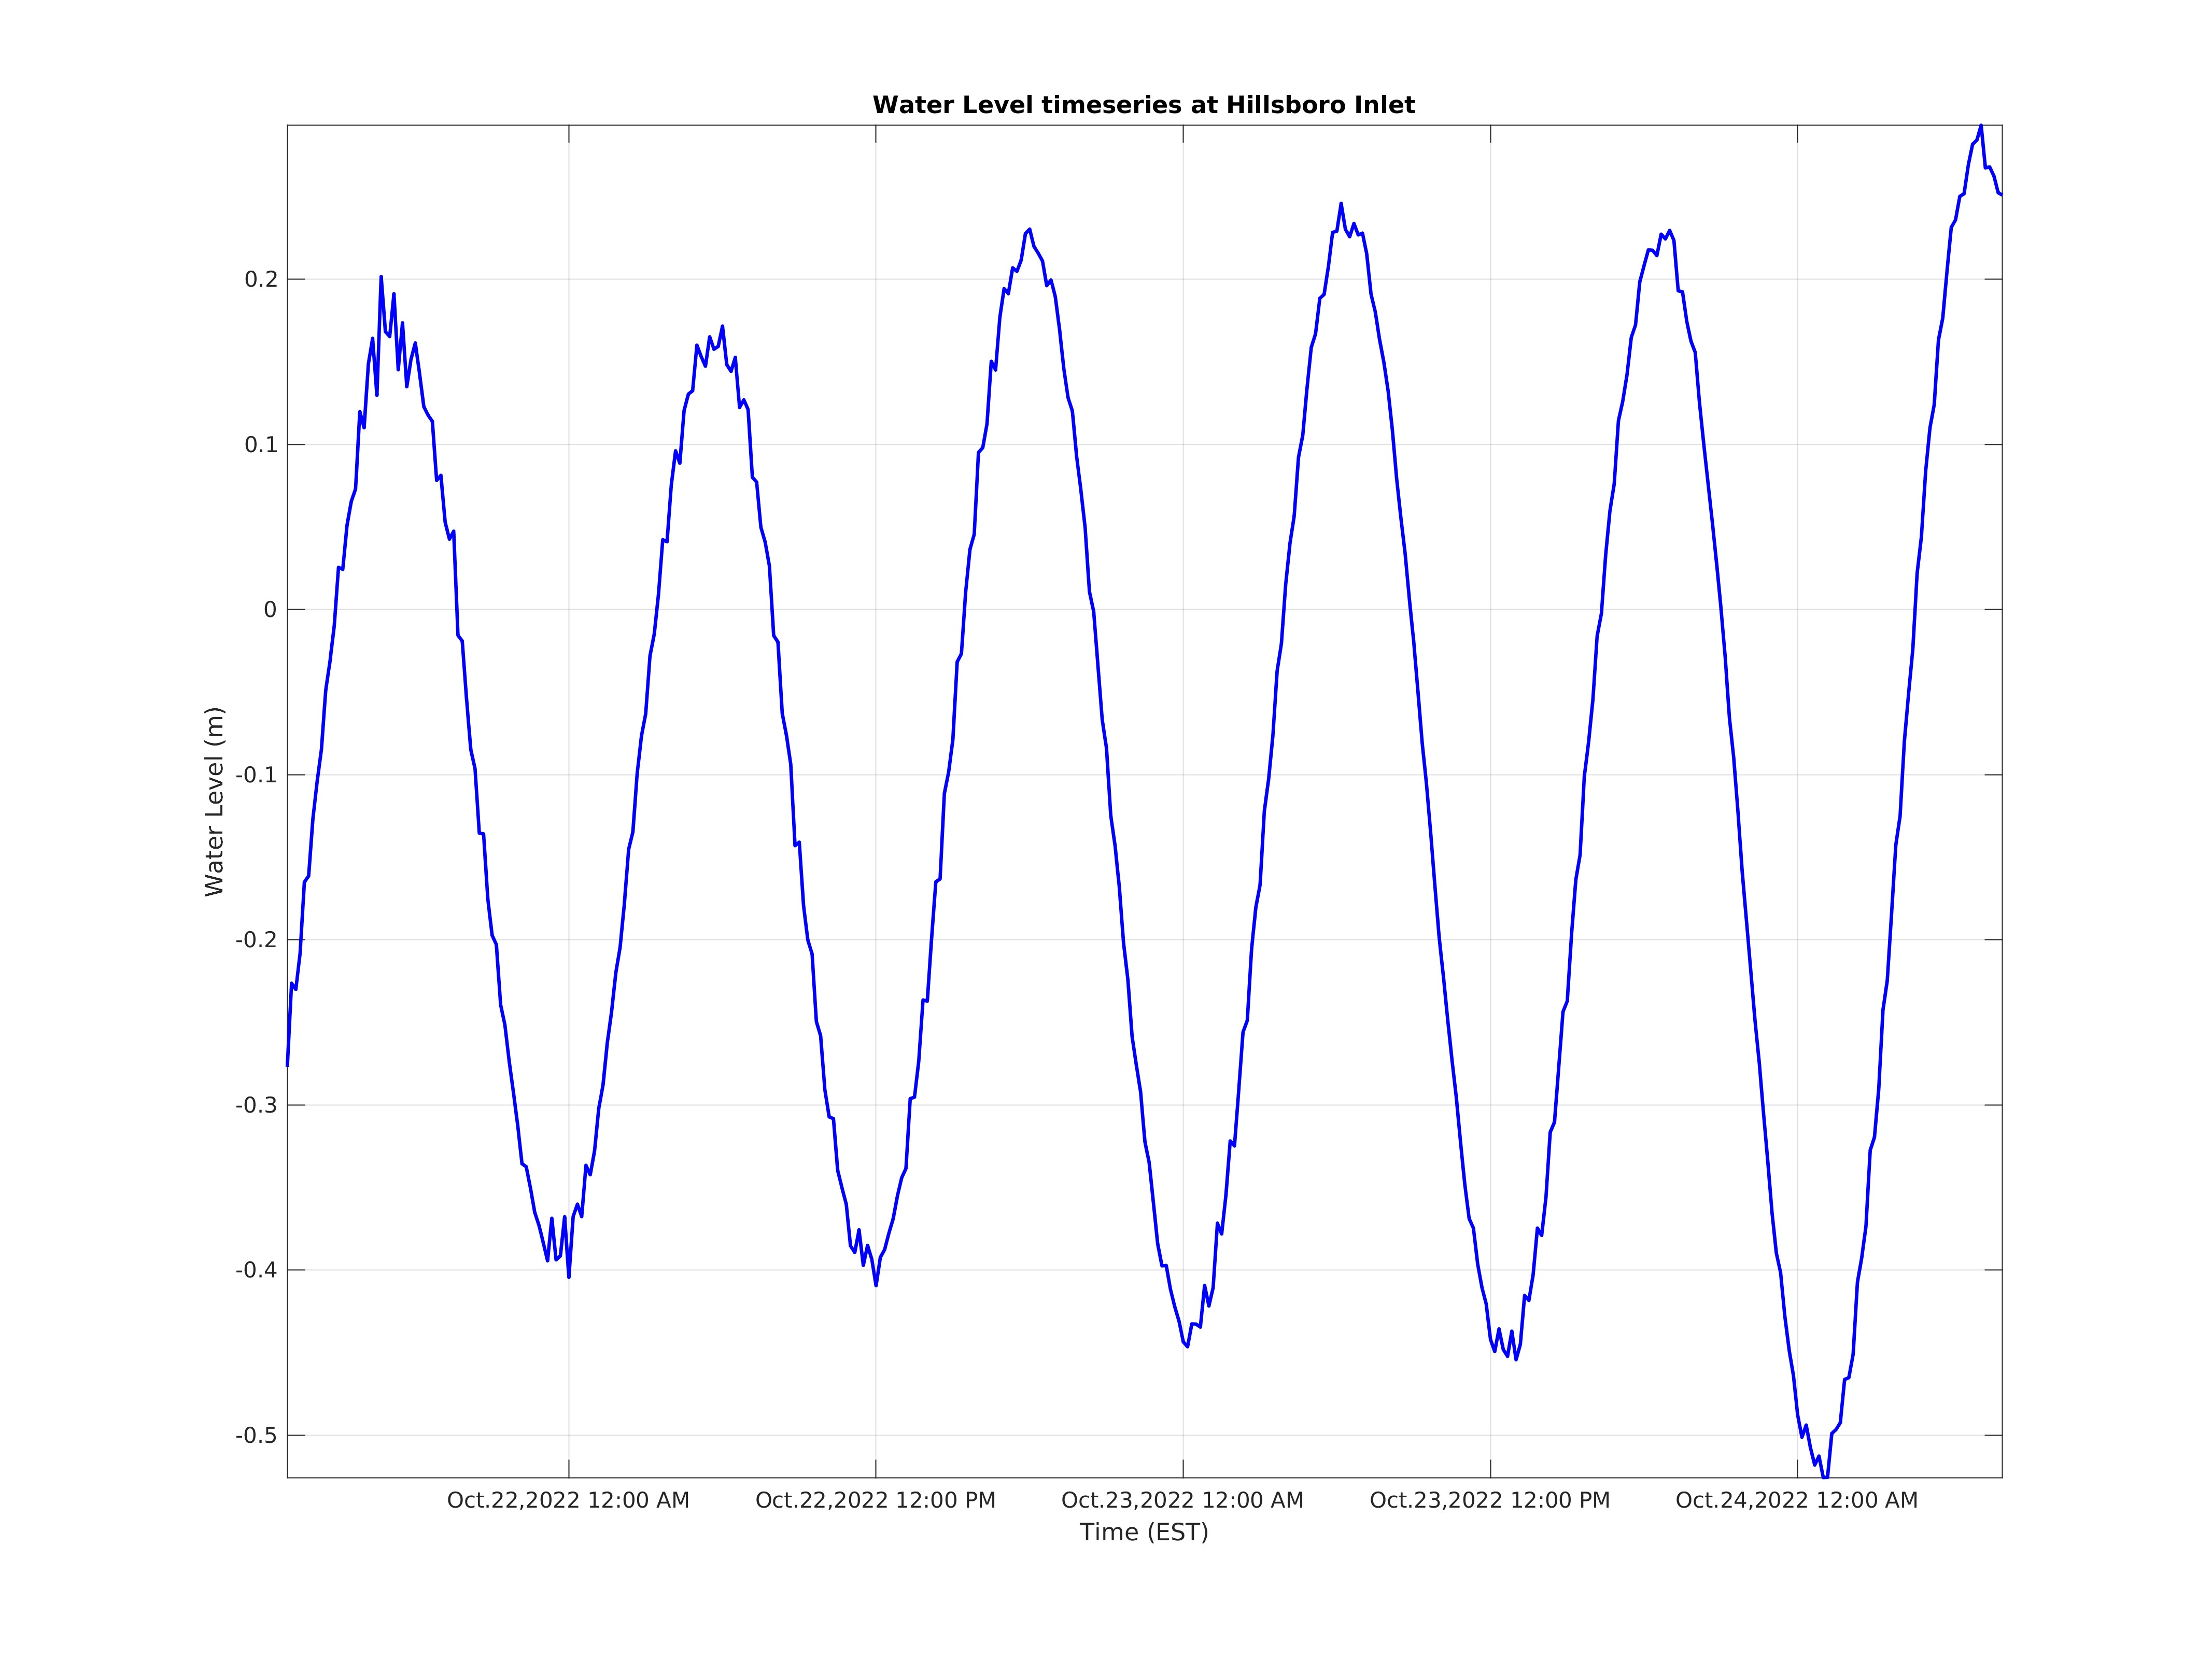 Water Level timeseries at Hillsboro Inlet
0.2
0.1
0
-0.1
-0.2
-0.3
-0.4
-0.5
Water Level (m)
Oct.22,2022 12:00 AM
Oct.22,2022 12:00 PM
Oct.23,2022 12:00 AM
Oct.23,2022 12:00 PM
Oct.24,2022 12:00 AM
Time (EST)